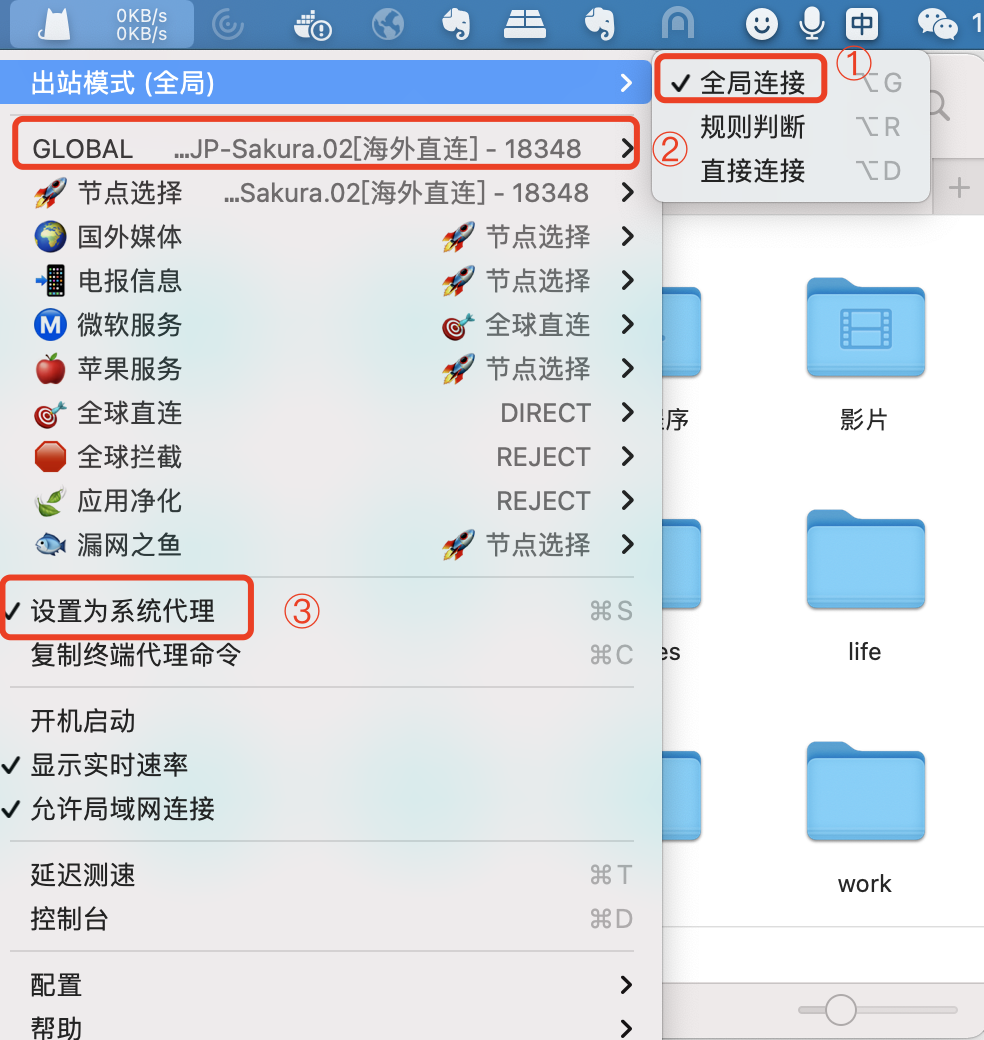 0KB/s
0KB/s
中
1
出站模式 (全局)
✓ 全局连接 ⌥G
①
规则判断 ⌥R
直接连接 ⌥D
GLOBAL ...JP-Sakura.02[海外直连] - 18348
②
节点选择 ...Sakura.02[海外直连] - 18348
国外媒体 节点选择
电报信息 节点选择
M 微软服务 全球直连
苹果服务 节点选择
全球直连 DIRECT
全球拦截 REJECT
应用净化 REJECT
漏网之鱼 节点选择
✓ 设置为系统代理 ⌘S
③
复制终端代理命令 ⌘C
开机启动
✓ 显示实时速率
✓ 允许局域网连接
延迟测速 ⌘T
控制台 ⌘D
配置
帮助
序
影片
es
life
work